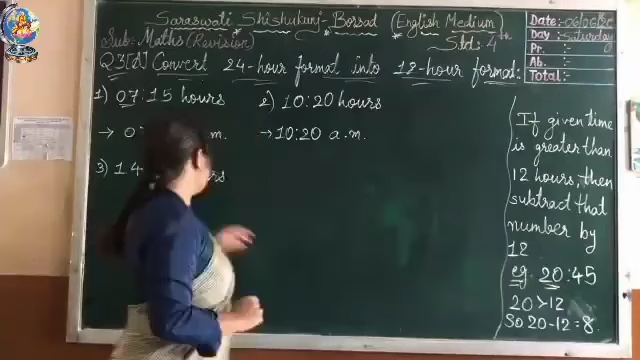 Saraswati Shishukunj - Borsad (English Medium)
Sub: Maths (Revision)
Std: 4th
Date:- 06/06/20
Day :- Saturday
Pr. :-
Ab. :-
Total:-
Q3[d] Convert 24-hour format into 12-hour format:
1) 07:15 hours
2) 10:20 hours
→ 10:20 a.m.
If given time
is greater than
12 hours, then
subtract that
number by
12
eg. 20:45
20>12
So 20-12=8.